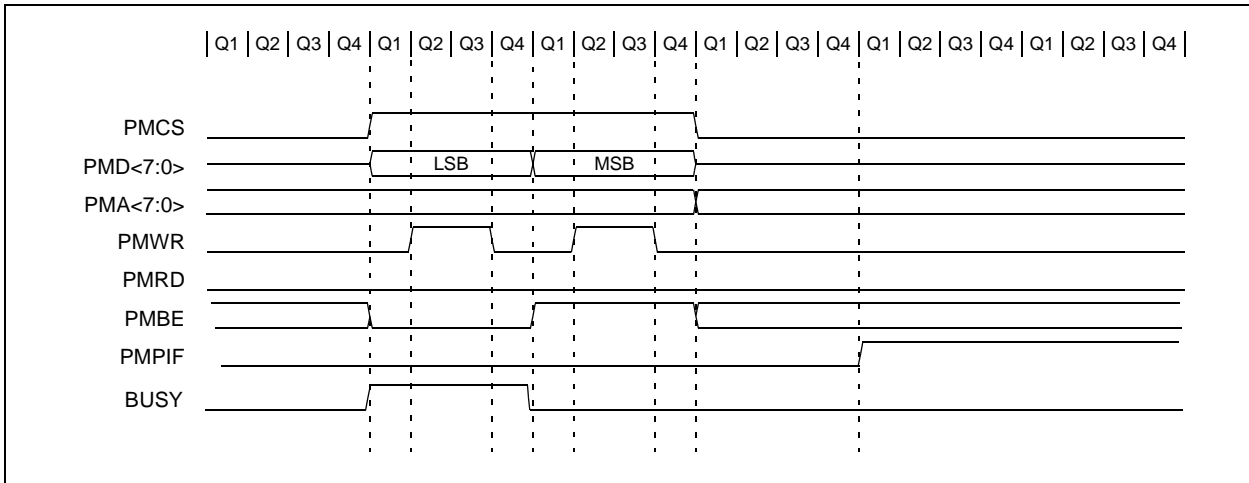 Q1 Q2 Q3 Q4 Q1 Q2 Q3 Q4 Q1 Q2 Q3 Q4 Q1 Q2 Q3 Q4 Q1 Q2 Q3 Q4 Q1 Q2 Q3 Q4
PMCS
PMD<7:0> LSB MSB
PMA<7:0>
PMWR
PMRD
PMBE
PMPIF
BUSY